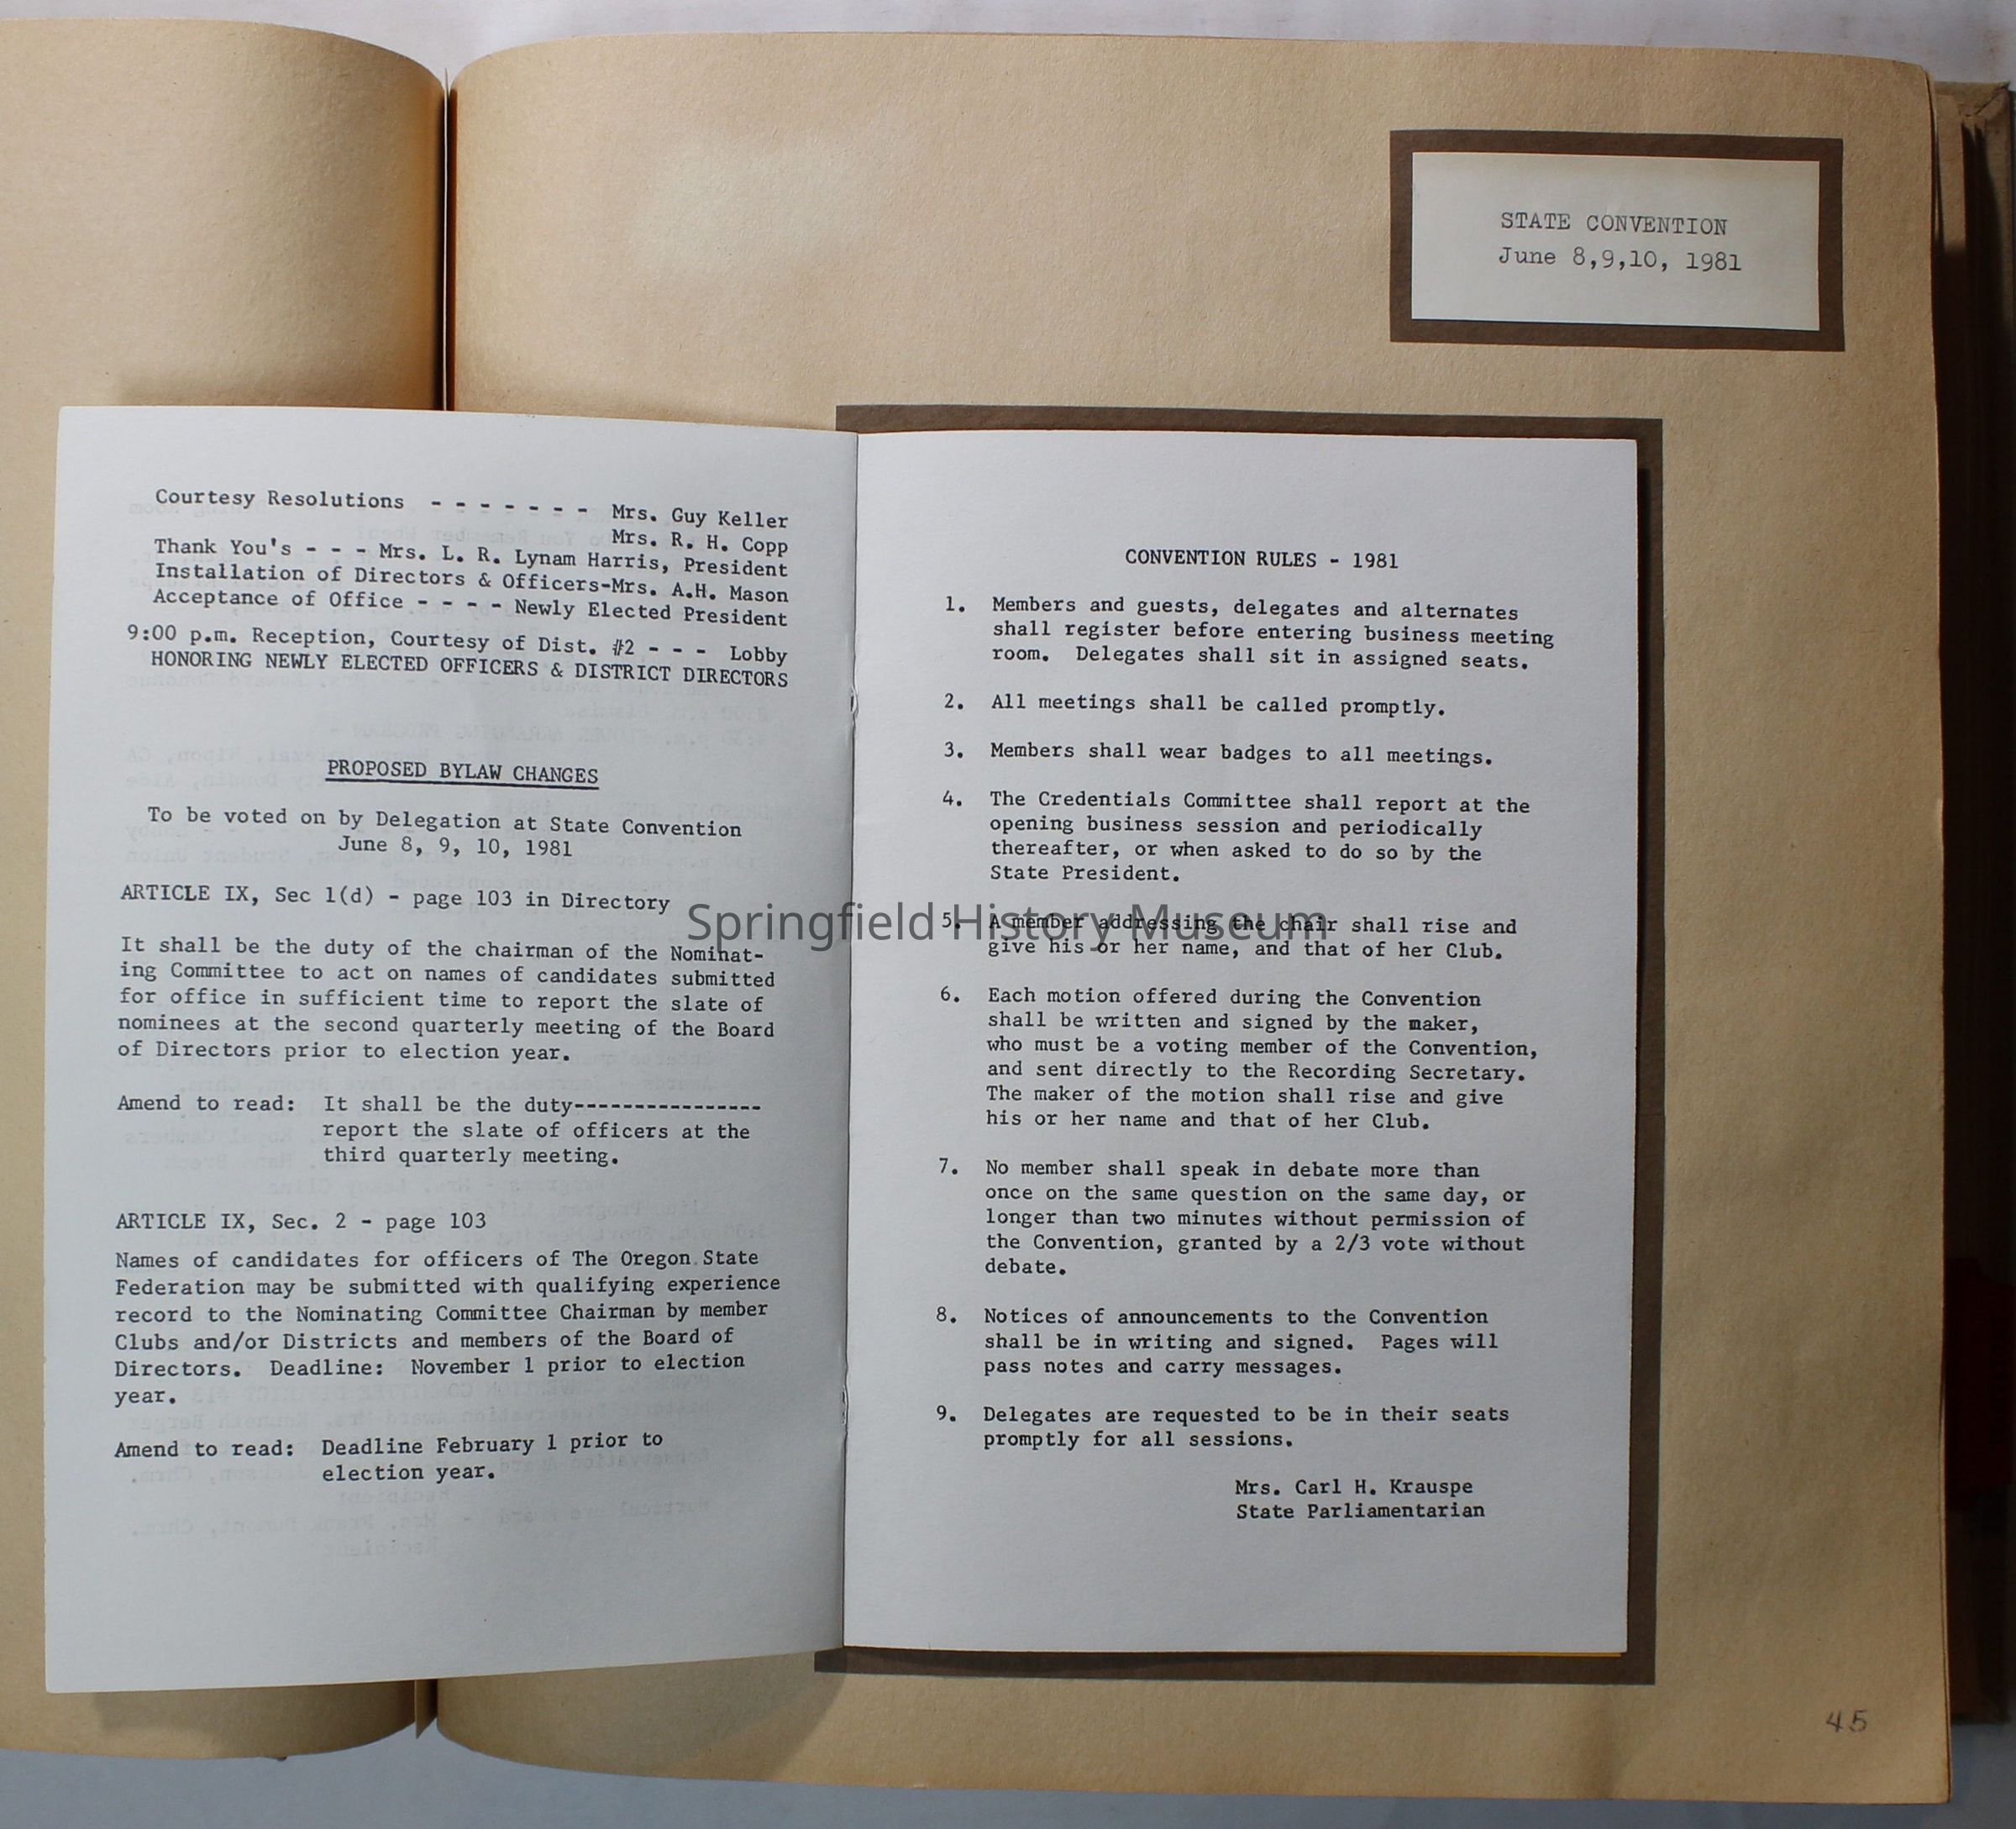 STATE CONVENTION
June 8,9,10, 1981
Courtesy Resolutions - - - - - - - Mrs. Guy Keller
Mrs. R. H. Copp
Thank You's - - - Mrs. L. R. Lynam Harris, President
Installation of Directors & Officers-Mrs. A.H. Mason
Acceptance of Office - - - - Newly Elected President
9:00 p.m. Reception, Courtesy of Dist. #2 - - - Lobby
HONORING NEWLY ELECTED OFFICERS & DISTRICT DIRECTORS
PROPOSED BYLAW CHANGES
To be voted on by Delegation at State Convention
June 8, 9, 10, 1981
ARTICLE IX, Sec 1(d) - page 103 in Directory
It shall be the duty of the chairman of the Nominat-
ing Committee to act on names of candidates submitted
for office in sufficient time to report the slate of
nominees at the second quarterly meeting of the Board
of Directors prior to election year.
Amend to read: It shall be the duty----------------
report the slate of officers at the
third quarterly meeting.
ARTICLE IX, Sec. 2 - page 103
Names of candidates for officers of The Oregon State
Federation may be submitted with qualifying experience
record to the Nominating Committee Chairman by member
Clubs and/or Districts and members of the Board of
Directors. Deadline: November 1 prior to election
year.
Amend to read: Deadline February 1 prior to
election year.
CONVENTION RULES - 1981
1. Members and guests, delegates and alternates
shall register before entering business meeting
room. Delegates shall sit in assigned seats.
2. All meetings shall be called promptly.
3. Members shall wear badges to all meetings.
4. The Credentials Committee shall report at the
opening business session and periodically
thereafter, or when asked to do so by the
State President.
5. A member addressing the chair shall rise and
give his or her name, and that of her Club.
6. Each motion offered during the Convention
shall be written and signed by the maker,
who must be a voting member of the Convention,
and sent directly to the Recording Secretary.
The maker of the motion shall rise and give
his or her name and that of her Club.
7. No member shall speak in debate more than
once on the same question on the same day, or
longer than two minutes without permission of
the Convention, granted by a 2/3 vote without
debate.
8. Notices of announcements to the Convention
shall be in writing and signed. Pages will
pass notes and carry messages.
9. Delegates are requested to be in their seats
promptly for all sessions.
Mrs. Carl H. Krauspe
State Parliamentarian
Springfield History Museum
45